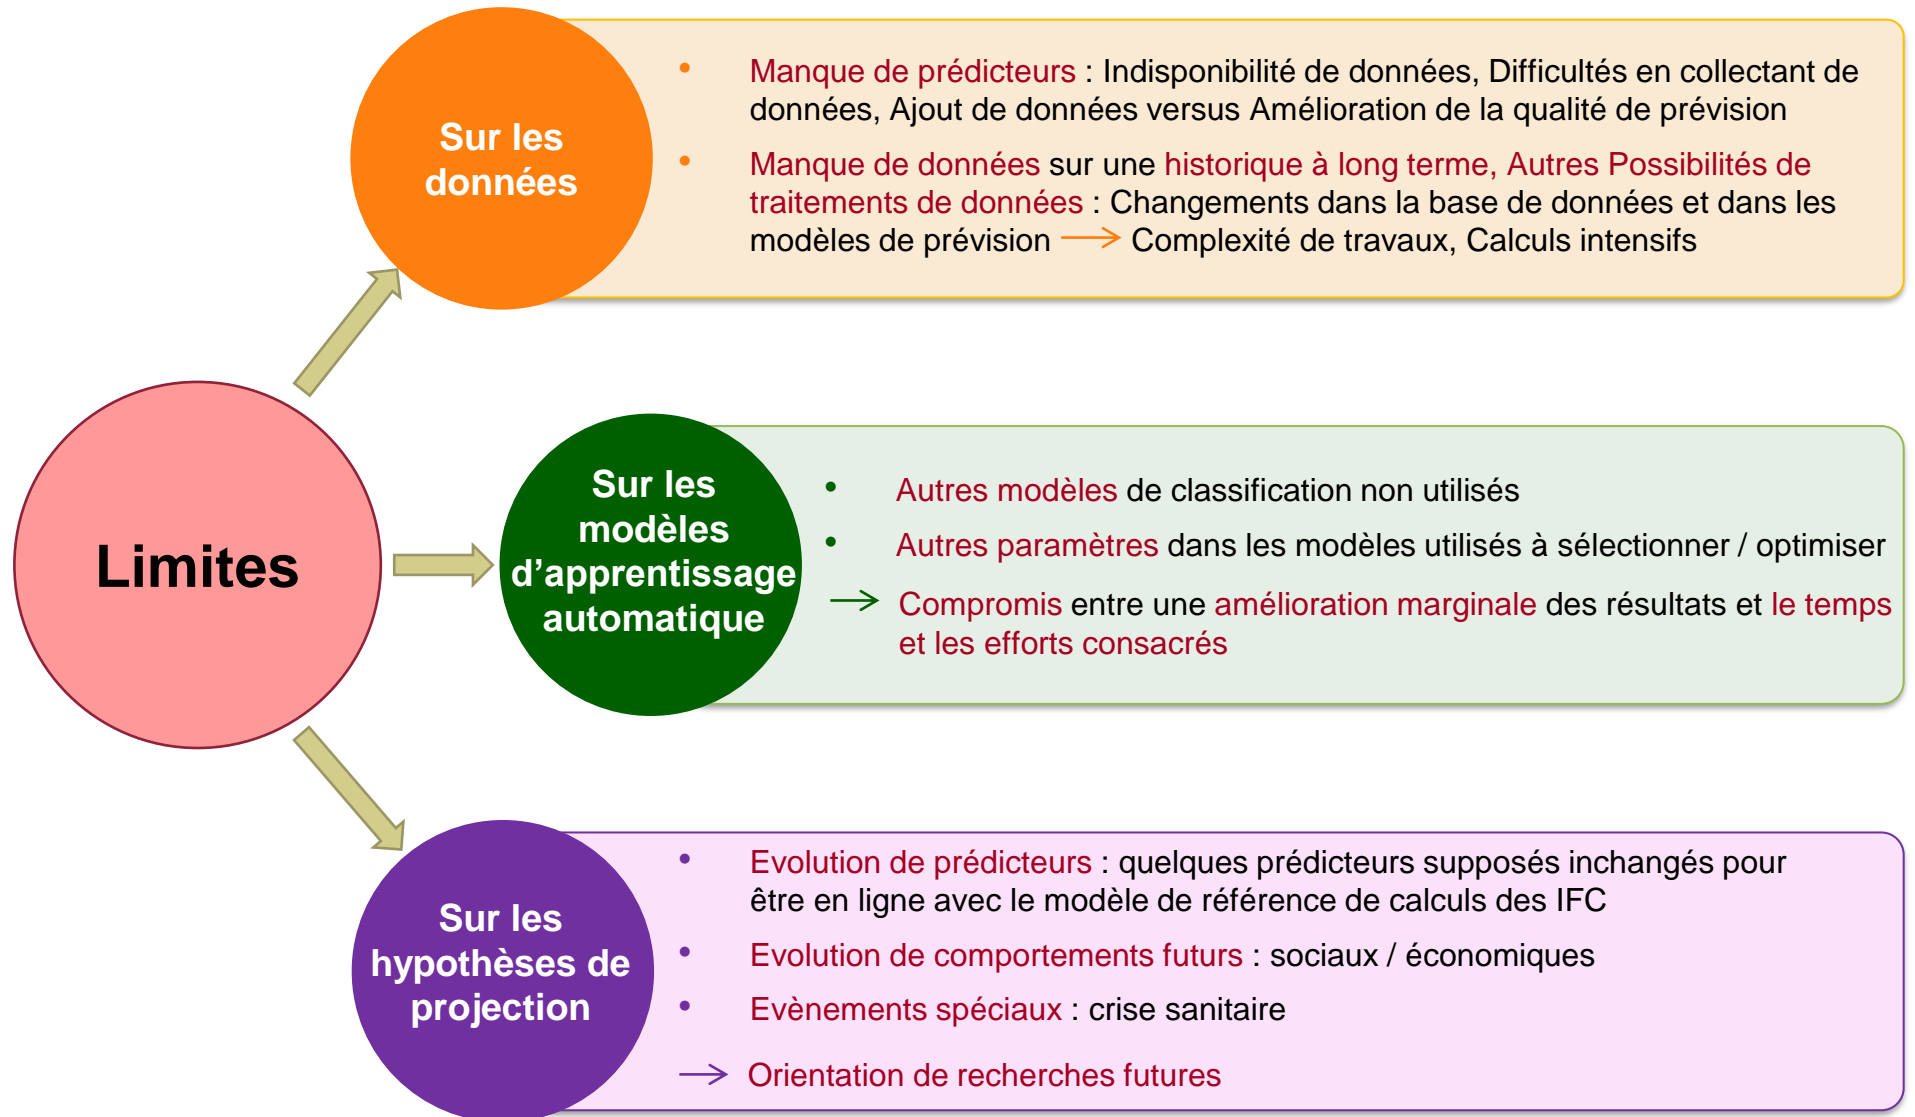 Limites
Sur les
données
• Manque de prédicteurs : Indisponibilité de données, Difficultés en collectant de
données, Ajout de données versus Amélioration de la qualité de prévision
• Manque de données sur une historique à long terme, Autres Possibilités de
traitements de données : Changements dans la base de données et dans les
modèles de prévision → Complexité de travaux, Calculs intensifs
Sur les
modèles
d’apprentissage
automatique
• Autres modèles de classification non utilisés
• Autres paramètres dans les modèles utilisés à sélectionner / optimiser
→ Compromis entre une amélioration marginale des résultats et le temps
et les efforts consacrés
Sur les
hypothèses de
projection
• Evolution de prédicteurs : quelques prédicteurs supposés inchangés pour
être en ligne avec le modèle de référence de calculs des IFC
• Evolution de comportements futurs : sociaux / économiques
• Evènements spéciaux : crise sanitaire
→ Orientation de recherches futures